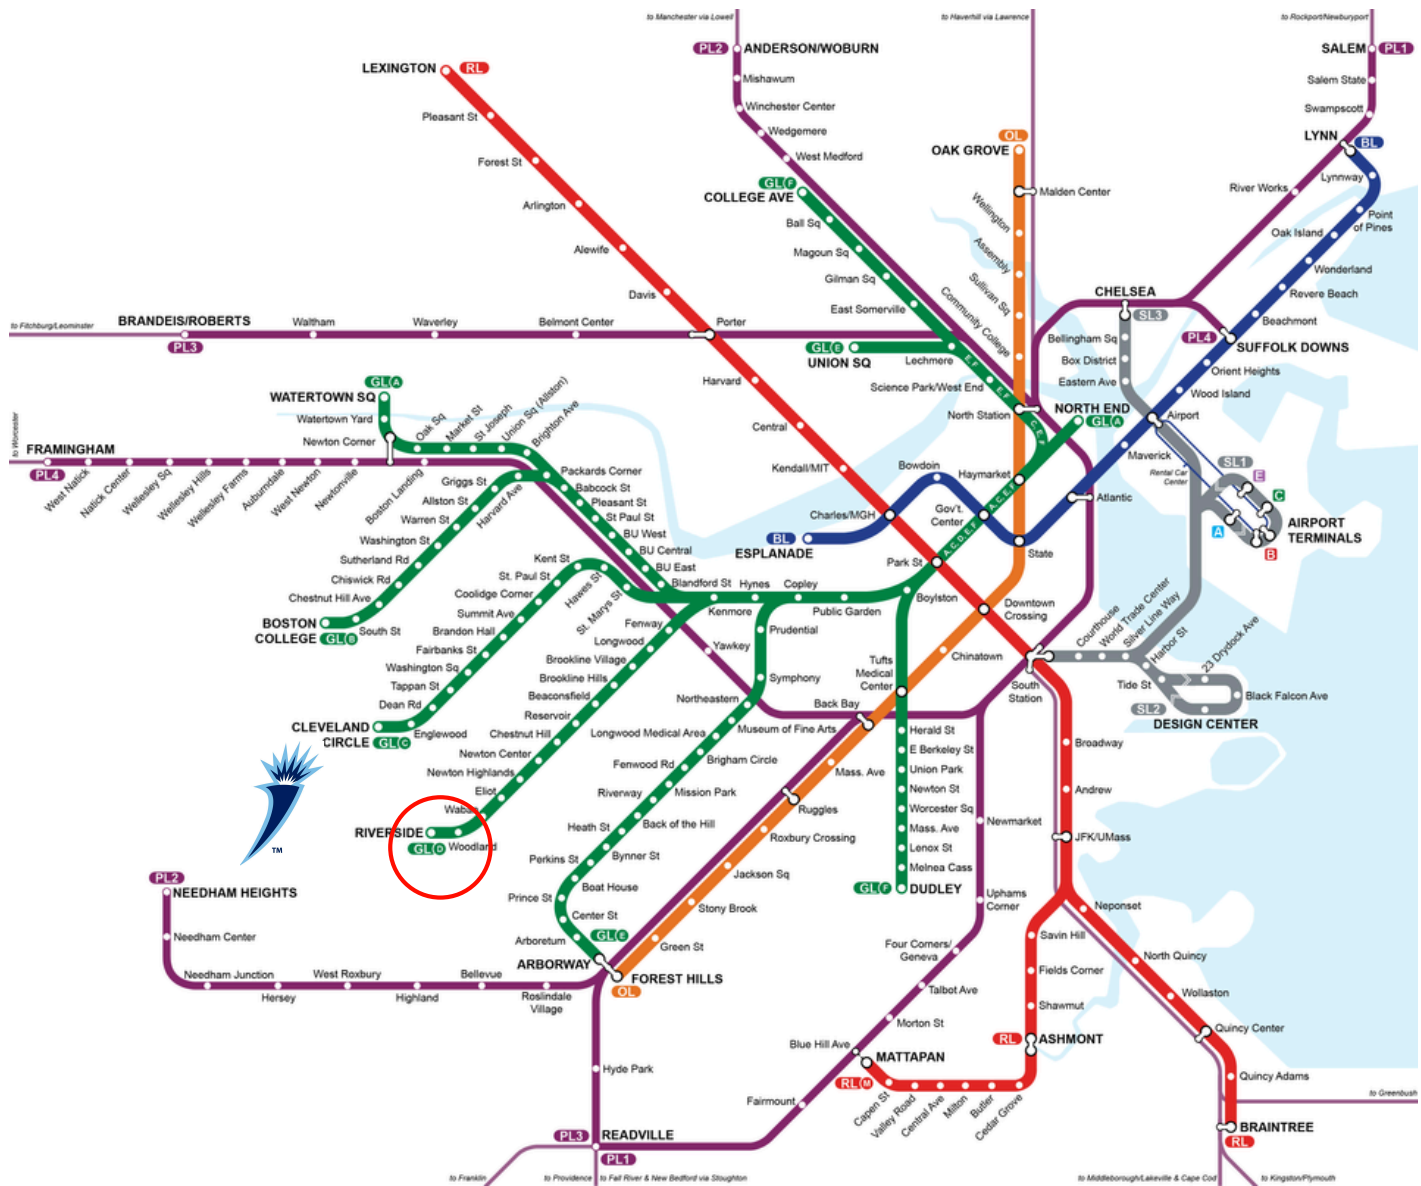 to Manchester via Lowell
to Haverhill via Lawrence
to Rockport/Newburyport
PL2 ANDERSON/WOBURN
SALEM PL1
LEXINGTON RL
Mishawum
Salem State
Winchester Center
Swampscott
Pleasant St
Wedgemere
OL
LYNN BL
OAK GROVE
West Medford
Forest St
Lynnway
GL F
COLLEGE AVE
Malden Center
River Works
Arlington
Wellington
Point
of Pines
Ball Sq
Oak Island
Alewife
Magoun Sq
Assembly
Wonderland
Gilman Sq
Sullivan Sq
Revere Beach
Davis
CHELSEA
East Somerville
Community College
SL3
Beachmont
to Fitchburg/Leominster
BRANDEIS/ROBERTS
Waltham
Waverley
Belmont Center
Porter
PL3
Bellingham Sq
PL4
SUFFOLK DOWNS
GL E
UNION SQ
Lechmere
Box District
Orient Heights
E, F
Harvard
Science Park/West End
Eastern Ave
Wood Island
GL A
WATERTOWN SQ
E, F
North Station
NORTH END
GL A
Airport
Watertown Yard
Oak Sq
Market St
St Joseph
Union Sq (Allston)
Brighton Ave
Central
C, E, F
Newton Corner
to Worcester
FRAMINGHAM
PL4
West Natick
Natick Center
Wellesley Sq
Wellesley Hills
Wellesley Farms
Auburndale
West Newton
Newtonville
Boston Landing
Maverick
Rental Car
Center
SL1
E
C
A
B
AIRPORT
TERMINALS
Kendall/MIT
Bowdoin
Haymarket
A, C, E, F
Atlantic
Packards Corner
Griggs St
Harvard Ave
Babcock St
Allston St
Pleasant St
Warren St
St Paul St
Charles/MGH
Gov't.
Center
Washington St
BU West
BL
ESPLANADE
A, C, D, E, F
State
Sutherland Rd
BU Central
Kent St
Park St
Chiswick Rd
BU East
St. Paul St
Hawes St
Blandford St
Hynes
Copley
Boylston
Chestnut Hill Ave
Coolidge Corner
St. Marys St
Kenmore
Public Garden
Downtown
Crossing
BOSTON
COLLEGE GL B
South St
Summit Ave
Brandon Hall
Fenway
Prudential
Courthouse
World Trade Center
Silver Line Way
Harbor St
23 Drydock Ave
Fairbanks St
Longwood
Yawkey
Chinatown
Washington Sq
Brookline Village
Tufts
Medical
Center
South
Station
Tide St
Brookline Hills
Symphony
Tappan St
Beaconsfield
Northeastern
Black Falcon Ave
Dean Rd
Reservoir
Back Bay
SL2
DESIGN CENTER
CLEVELAND
CIRCLE GL C
Englewood
Chestnut Hill
Museum of Fine Arts
Herald St
Longwood Medical Area
Broadway
Newton Center
E Berkeley St
Brigham Circle
Newton Highlands
Fenwood Rd
Mass. Ave
Union Park
Eliot
Riverway
Mission Park
Newton St
Andrew
Waban
Ruggles
Worcester Sq
Back of the Hill
RIVERSIDE
GL D
Woodland
Heath St
Roxbury Crossing
Mass. Ave
Newmarket
JFK/UMass
TM
Bynner St
Lenox St
Perkins St
Jackson Sq
Melnea Cass
PL2
NEEDHAM HEIGHTS
Boat House
GL F
DUDLEY
Prince St
Uphams
Corner
Stony Brook
Neponset
Center St
Needham Center
Arboretum
GL E
Green St
Savin Hill
Four Corners/
Geneva
ARBORWAY
FOREST HILLS
OL
North Quincy
Needham Junction
West Roxbury
Bellevue
Fields Corner
Hersey
Highland
Roslindale
Village
Talbot Ave
Wollaston
Shawmut
Morton St
Quincy Center
RL
ASHMONT
Blue Hill Ave
MATTAPAN
RL M
Hyde Park
Capen St
Valley Road
Central Ave
Milton
Butler
Cedar Grove
Quincy Adams
Fairmount
to Greenbush
PL3
READVILLE
PL1
BRAINTREE
RL
to Franklin
to Providence
to Fall River & New Bedford via Stoughton
to Middleborough/Lakeville & Cape Cod
to Kingston/Plymouth